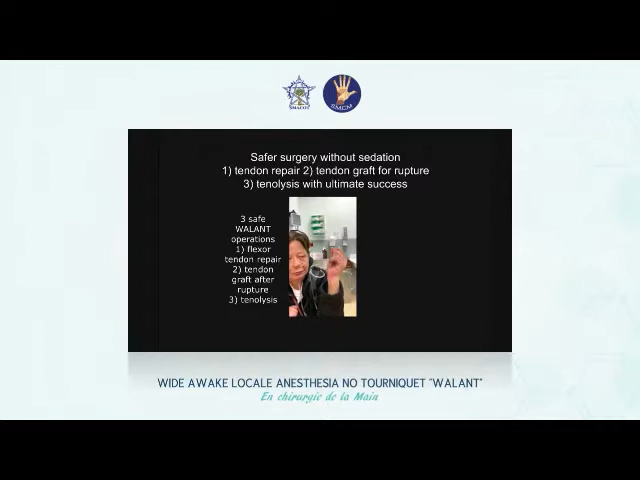 SMACOT
SMCM
Safer surgery without sedation
1) tendon repair 2) tendon graft for rupture
3) tenolysis with ultimate success
3 safe
WALANT
operations
1) flexor
tendon repair
2) tendon
graft after
rupture
3) tenolysis
WIDE AWAKE LOCALE ANESTHESIA NO TOURNIQUET "WALANT"
En chirurgie de la Main